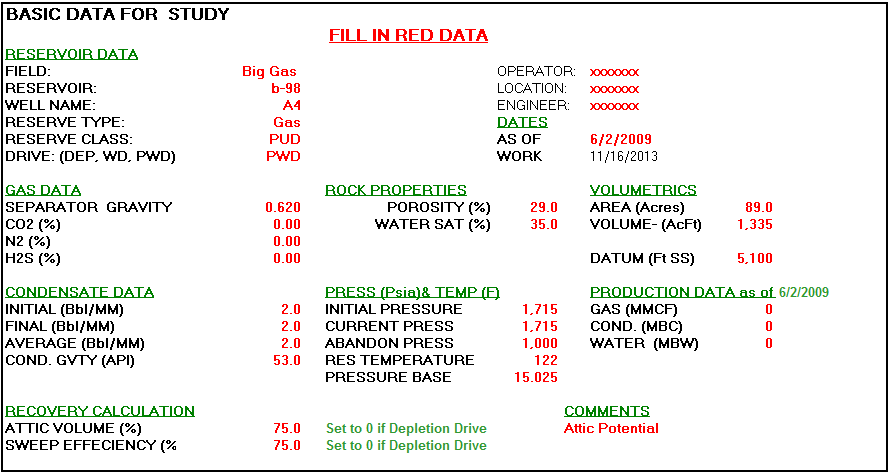 BASIC DATA FOR STUDY
FILL IN RED DATA
RESERVOIR DATA
FIELD: Big Gas OPERATOR: xxxxxxx
RESERVOIR: b-98 LOCATION: xxxxxxx
WELL NAME: A4 ENGINEER: xxxxxxx
RESERVE TYPE: Gas DATES
RESERVE CLASS: PUD AS OF 6/2/2009
DRIVE: (DEP, WD, PWD) PWD WORK 11/16/2013
GAS DATA ROCK PROPERTIES VOLUMETRICS
SEPARATOR GRAVITY 0.620 POROSITY (%) 29.0 AREA (Acres) 89.0
CO2 (%) 0.00 WATER SAT (%) 35.0 VOLUME- (AcFt) 1,335
N2 (%) 0.00
H2S (%) 0.00 DATUM (Ft SS) 5,100
CONDENSATE DATA PRESS (Psia)& TEMP (F) PRODUCTION DATA as of 6/2/2009
INITIAL (Bbl/MM) 2.0 INITIAL PRESSURE 1,715 GAS (MMCF) 0
FINAL (Bbl/MM) 2.0 CURRENT PRESS 1,715 COND. (MBC) 0
AVERAGE (Bbl/MM) 2.0 ABANDON PRESS 1,000 WATER (MBW) 0
COND. GVTY (API) 53.0 RES TEMPERATURE 122
PRESSURE BASE 15.025
RECOVERY CALCULATION COMMENTS
ATTIC VOLUME (%) 75.0 Set to 0 if Depletion Drive Attic Potential
SWEEP EFFECIENCY (% 75.0 Set to 0 if Depletion Drive